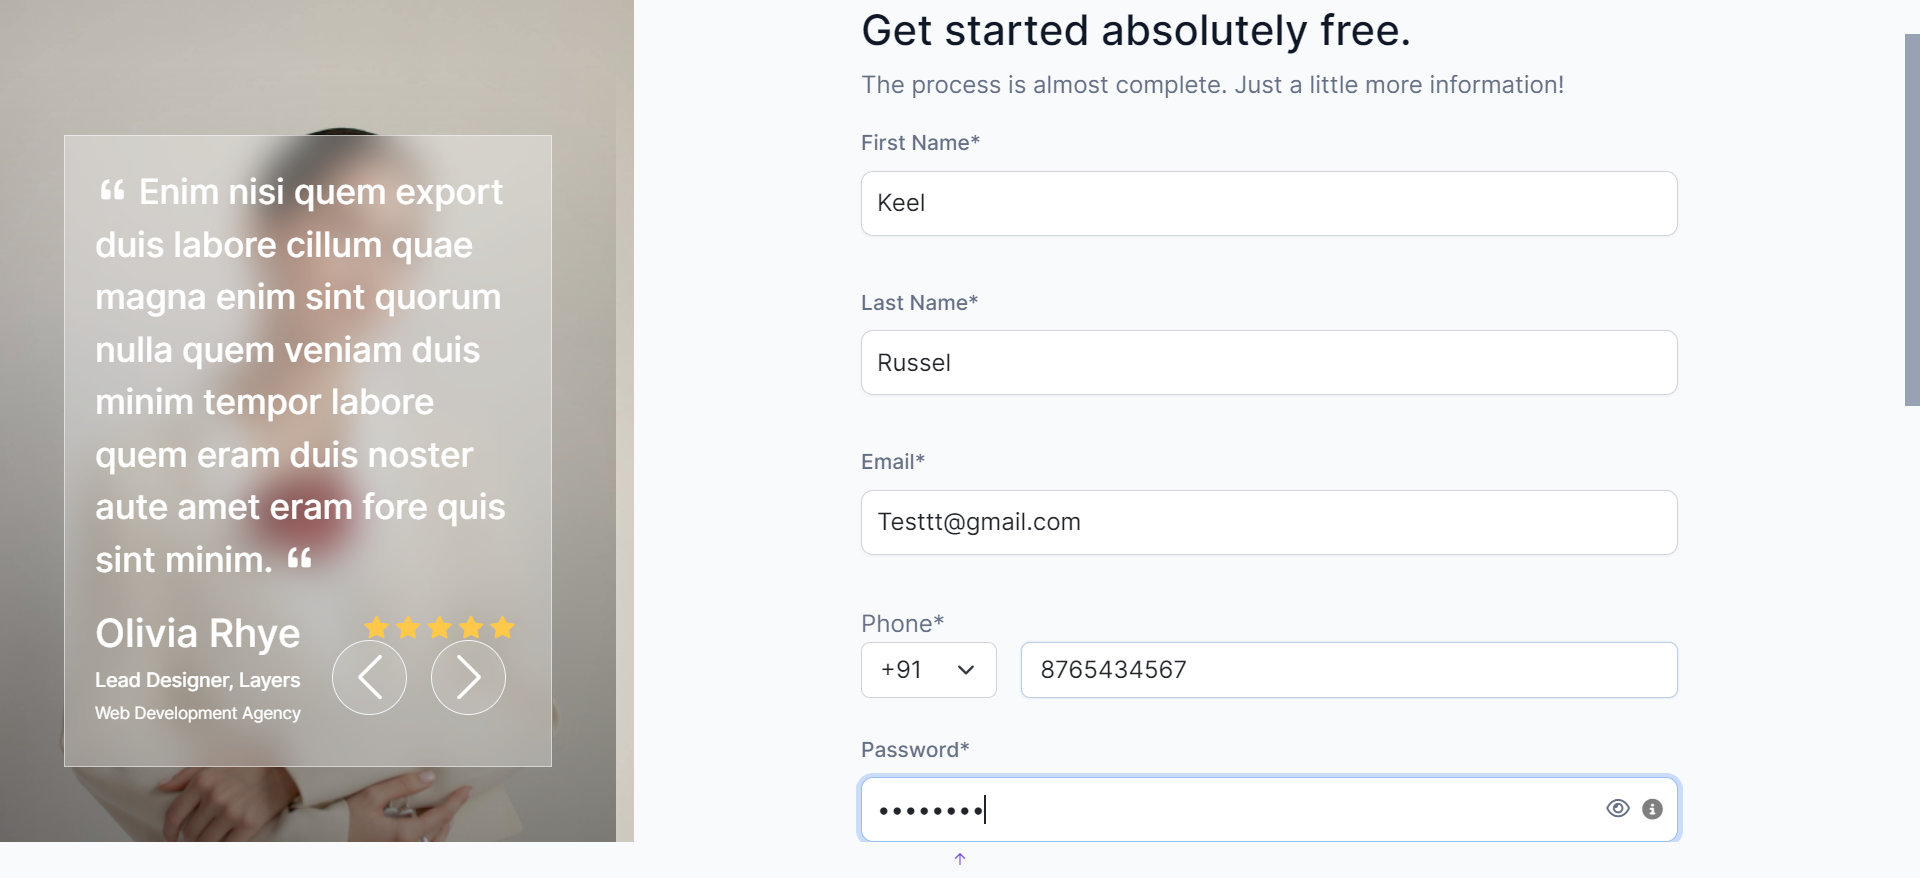 “ Enim nisi quem export
duis labore cillum quae
magna enim sint quorum
nulla quem veniam duis
minim tempor labore
quem eram duis noster
aute amet eram fore quis
sint minim. “
Olivia Rhye
Lead Designer, Layers
Web Development Agency
Get started absolutely free.
The process is almost complete. Just a little more information!
First Name*
Keel
Last Name*
Russel
Email*
Testtt@gmail.com
Phone*
+91
8765434567
Password*
••••••••